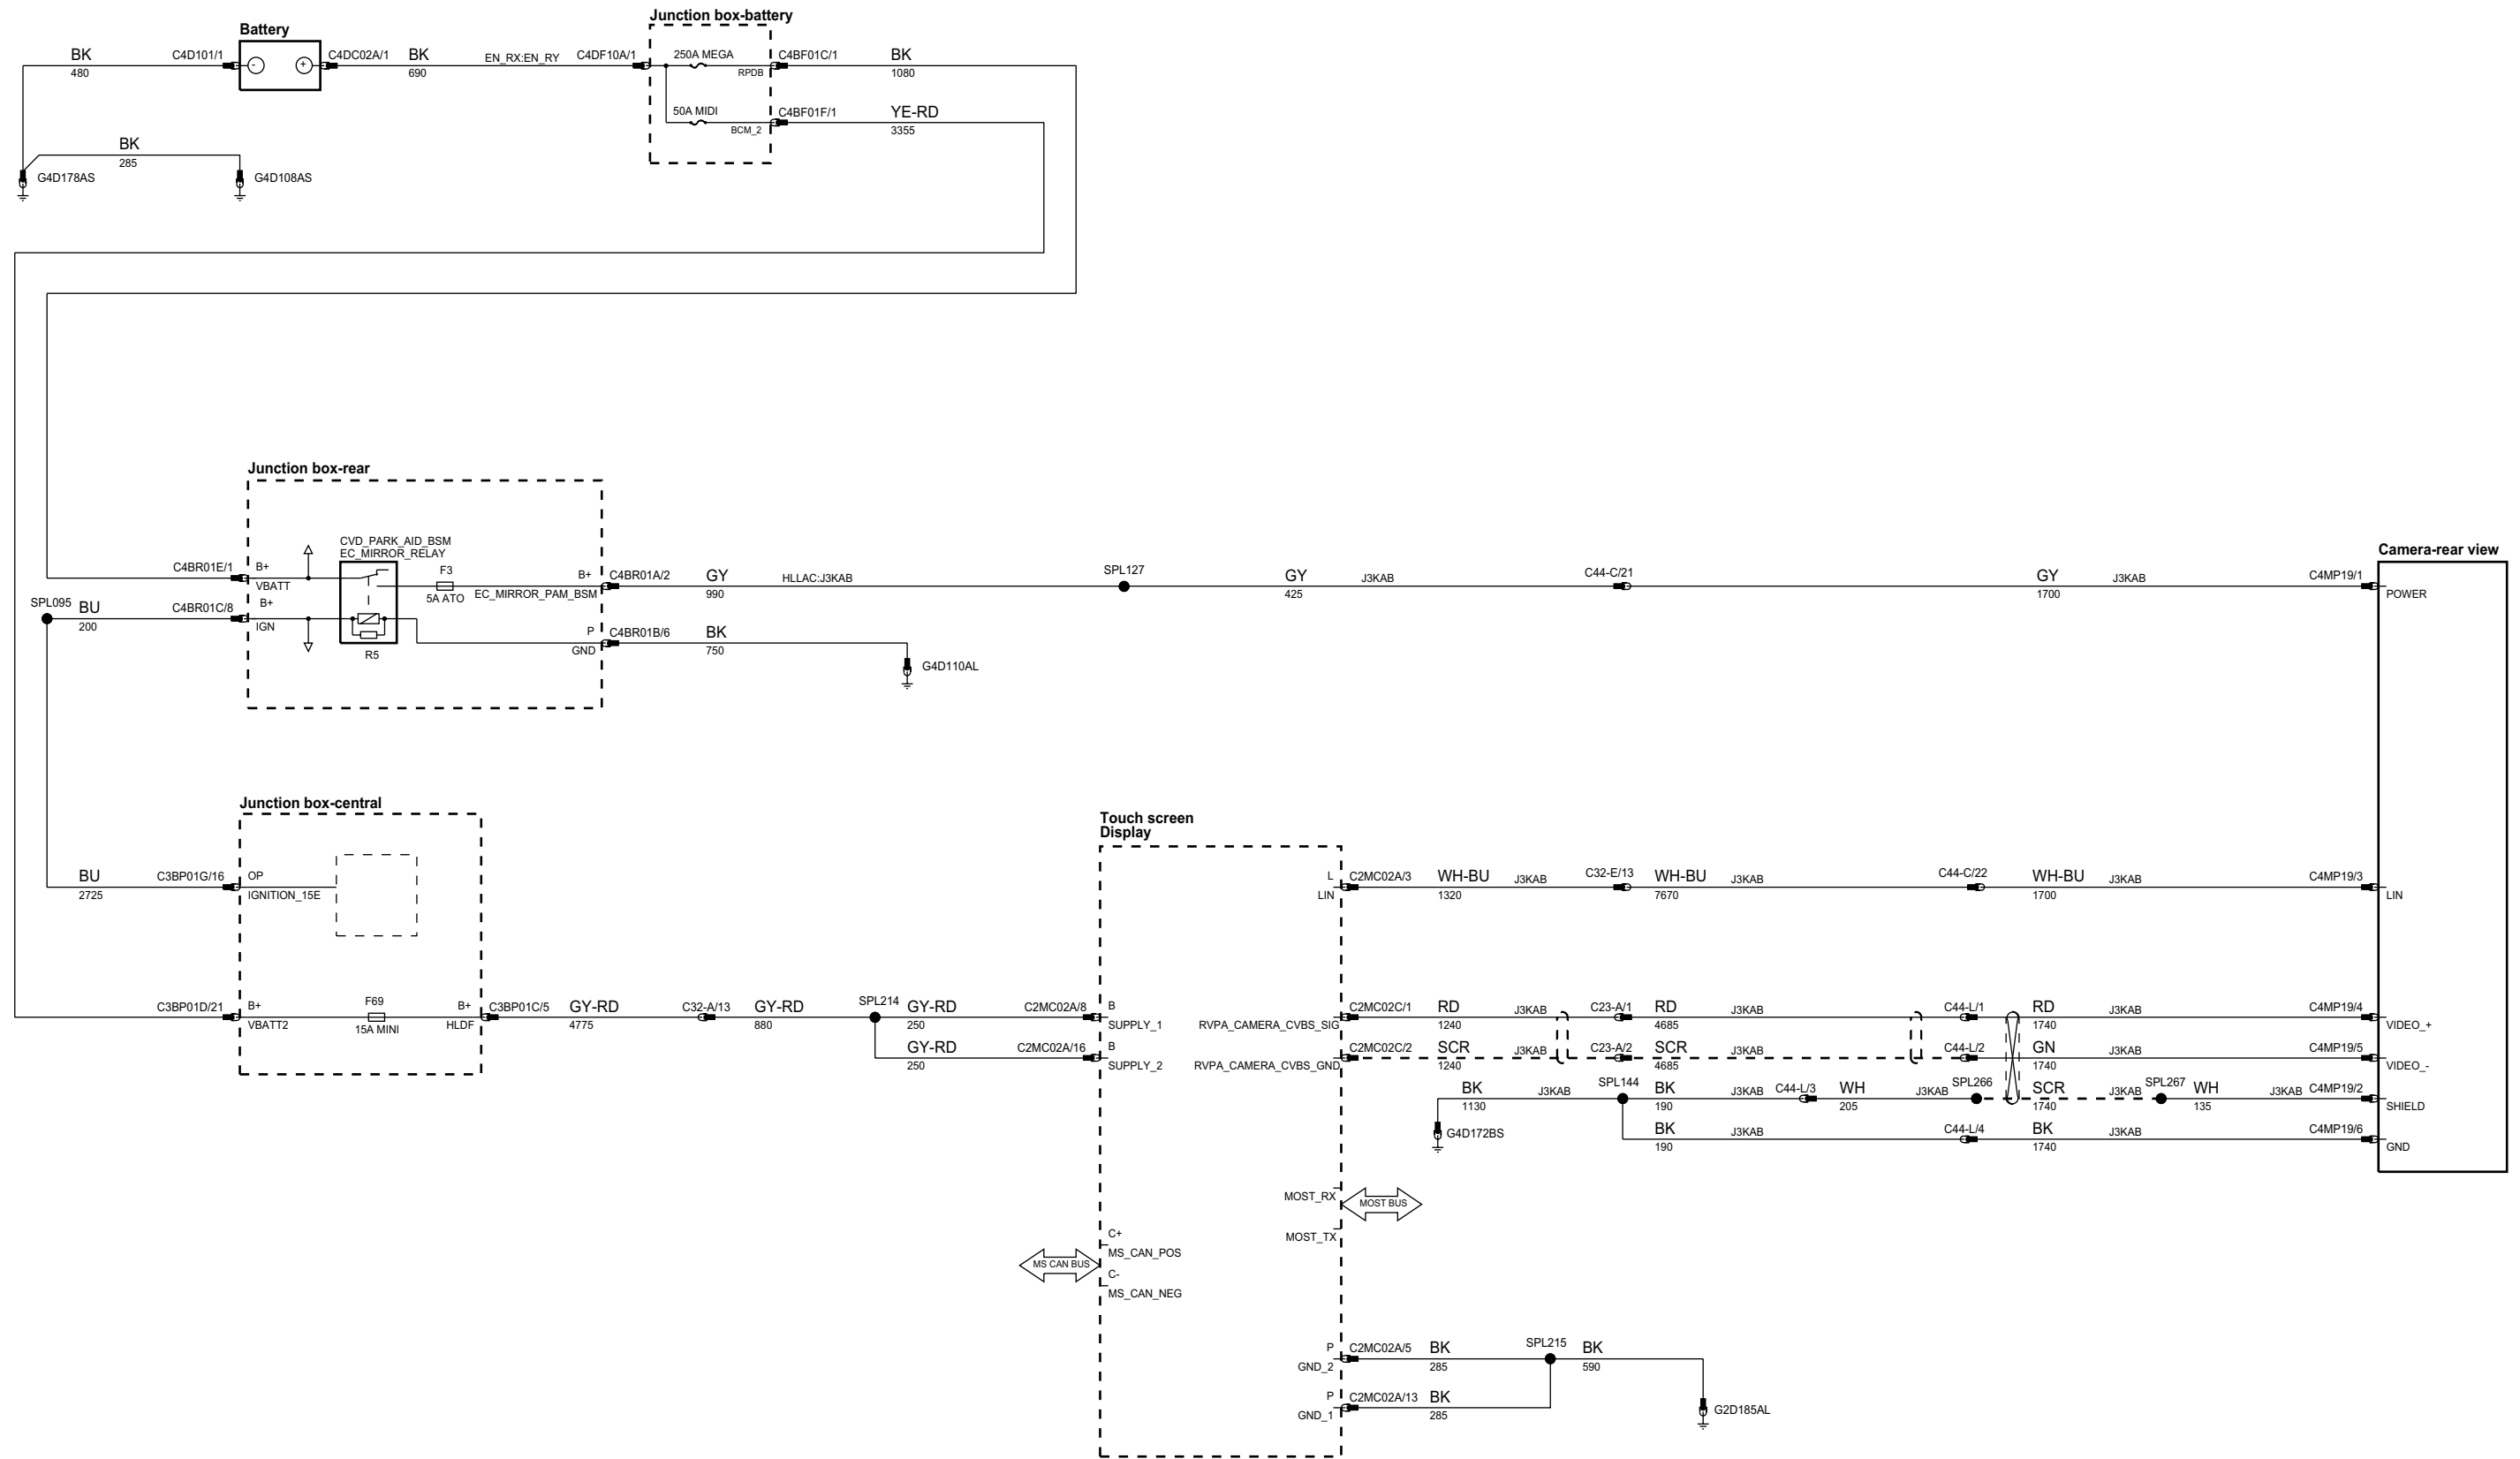 Junction box-battery
Battery
BK
480
C4D101/1
-
+
C4DC02A/1
BK
690
EN_RX:EN_RY
C4DF10A/1
250A MEGA
RPDB
C4BF01C/1
BK
1080
50A MIDI
BCM_2
C4BF01F/1
YE-RD
3355
BK
285
G4D178AS
G4D108AS
Junction box-rear
CVD_PARK_AID_BSM
EC_MIRROR_RELAY
C4BR01E/1
B+
VBATT
F3
5A ATO
B+
EC_MIRROR_PAM_BSM
C4BR01A/2
GY
990
HLLAC:J3KAB
SPL127
GY
425
J3KAB
C44-C/21
GY
1700
J3KAB
C4MP19/1
Camera-rear view
POWER
SPL095
BU
200
C4BR01C/8
B+
IGN
R5
P
GND
C4BR01B/6
BK
750
G4D110AL
Junction box-central
BU
2725
C3BP01G/16
OP
IGNITION_15E
C3BP01D/21
B+
VBATT2
F69
15A MINI
B+
HLDF
C3BP01C/5
GY-RD
4775
C32-A/13
GY-RD
880
SPL214
GY-RD
250
C2MC02A/8
B
SUPPLY_1
GY-RD
250
C2MC02A/16
B
SUPPLY_2
Touch screen
Display
L
LIN
C2MC02A/3
WH-BU
1320
J3KAB
C32-E/13
WH-BU
7670
J3KAB
C44-C/22
WH-BU
1700
J3KAB
C4MP19/3
LIN
RVPA_CAMERA_CVBS_SIG
C2MC02C/1
RD
1240
J3KAB
C23-A/1
RD
4685
J3KAB
C44-L/1
RD
1740
J3KAB
C4MP19/4
VIDEO_+
RVPA_CAMERA_CVBS_GND
C2MC02C/2
SCR
1240
J3KAB
C23-A/2
SCR
4685
J3KAB
C44-L/2
GN
1740
J3KAB
C4MP19/5
VIDEO_-
BK
1130
J3KAB
SPL144
BK
190
J3KAB
C44-L/3
WH
205
J3KAB
SPL266
SCR
1740
J3KAB
SPL267
WH
135
J3KAB
C4MP19/2
SHIELD
G4D172BS
BK
190
J3KAB
C44-L/4
BK
1740
J3KAB
C4MP19/6
GND
MOST_RX
MOST BUS
MOST_TX
C+
MS_CAN_POS
MS CAN BUS
C-
MS_CAN_NEG
P
GND_2
C2MC02A/5
BK
285
SPL215
BK
590
P
GND_1
C2MC02A/13
BK
285
G2D185AL